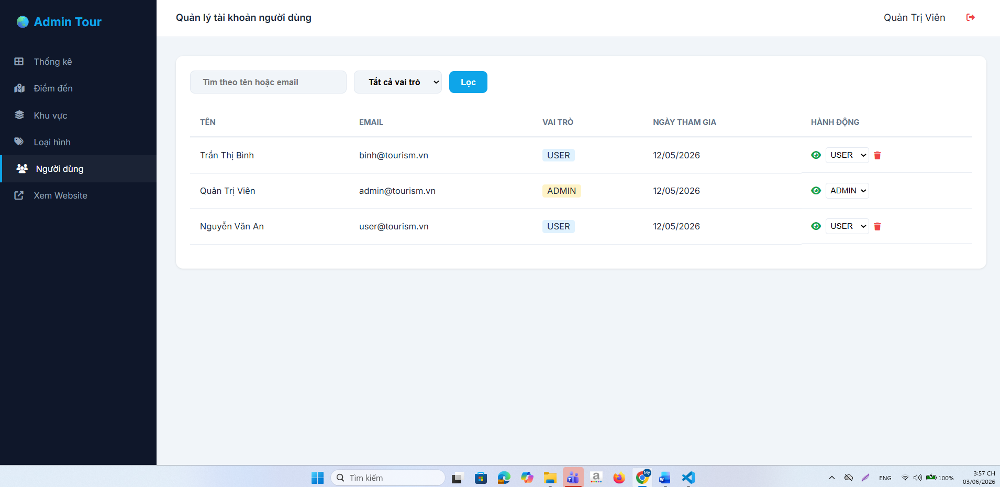 Admin Tour
Thống kê
Điểm đến
Khu vực
Loại hình
Người dùng
Xem Website
Quản lý tài khoản người dùng
Quản Trị Viên
Tìm theo tên hoặc email
Tất cả vai trò
Lọc
TÊN EMAIL VAI TRÒ NGÀY THAM GIA HÀNH ĐỘNG
Trần Thị Bình binh@tourism.vn USER 12/05/2026 USER
Quản Trị Viên admin@tourism.vn ADMIN 12/05/2026 ADMIN
Nguyễn Văn An user@tourism.vn USER 12/05/2026 USER
Tìm kiếm
My
ENG
100%
3:57 CH
03/06/2026